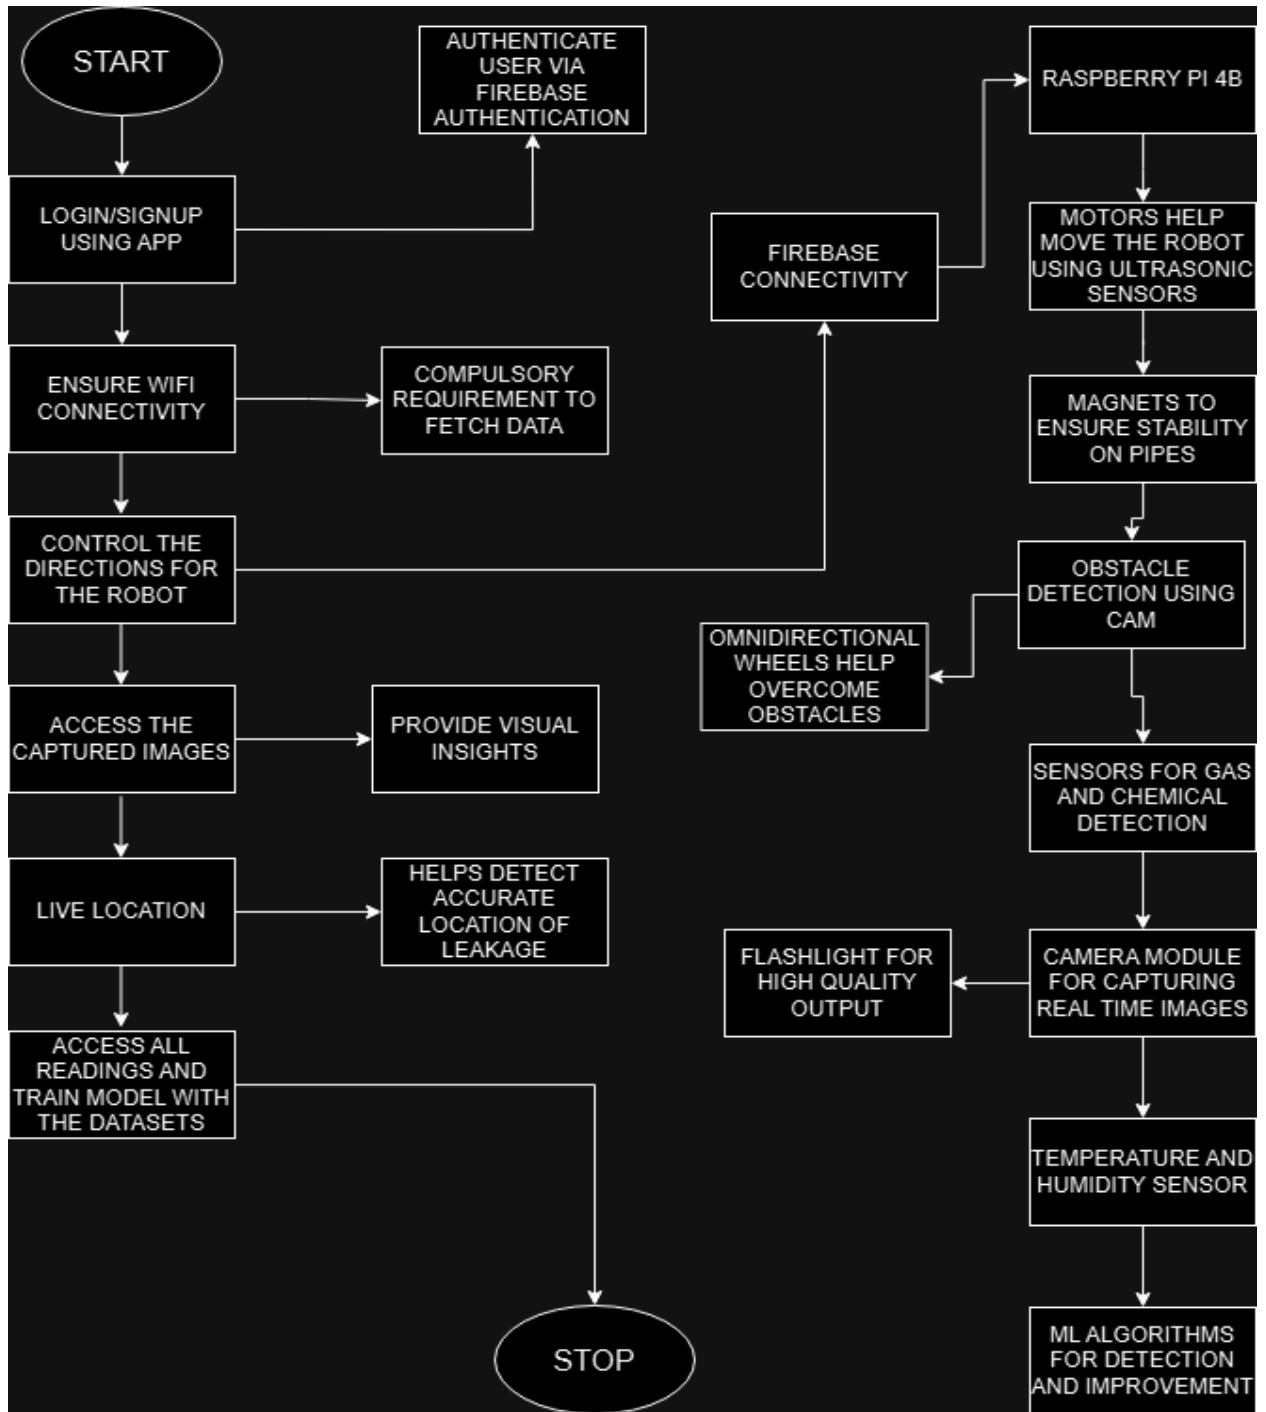 START
AUTHENTICATE
USER VIA
FIREBASE
AUTHENTICATION
RASPBERRY PI 4B
LOGIN/SIGNUP
USING APP
FIREBASE
CONNECTIVITY
MOTORS HELP
MOVE THE ROBOT
USING ULTRASONIC
SENSORS
ENSURE WIFI
CONNECTIVITY
COMPULSORY
REQUIREMENT TO
FETCH DATA
MAGNETS TO
ENSURE STABILITY
ON PIPES
CONTROL THE
DIRECTIONS FOR
THE ROBOT
OBSTACLE
DETECTION USING
CAM
OMNIDIRECTIONAL
WHEELS HELP
OVERCOME
OBSTACLES
ACCESS THE
CAPTURED IMAGES
PROVIDE VISUAL
INSIGHTS
SENSORS FOR GAS
AND CHEMICAL
DETECTION
LIVE LOCATION
HELPS DETECT
ACCURATE
LOCATION OF
LEAKAGE
FLASHLIGHT FOR
HIGH QUALITY
OUTPUT
CAMERA MODULE
FOR CAPTURING
REAL TIME IMAGES
ACCESS ALL
READINGS AND
TRAIN MODEL WITH
THE DATASETS
TEMPERATURE AND
HUMIDITY SENSOR
STOP
ML ALGORITHMS
FOR DETECTION
AND IMPROVEMENT